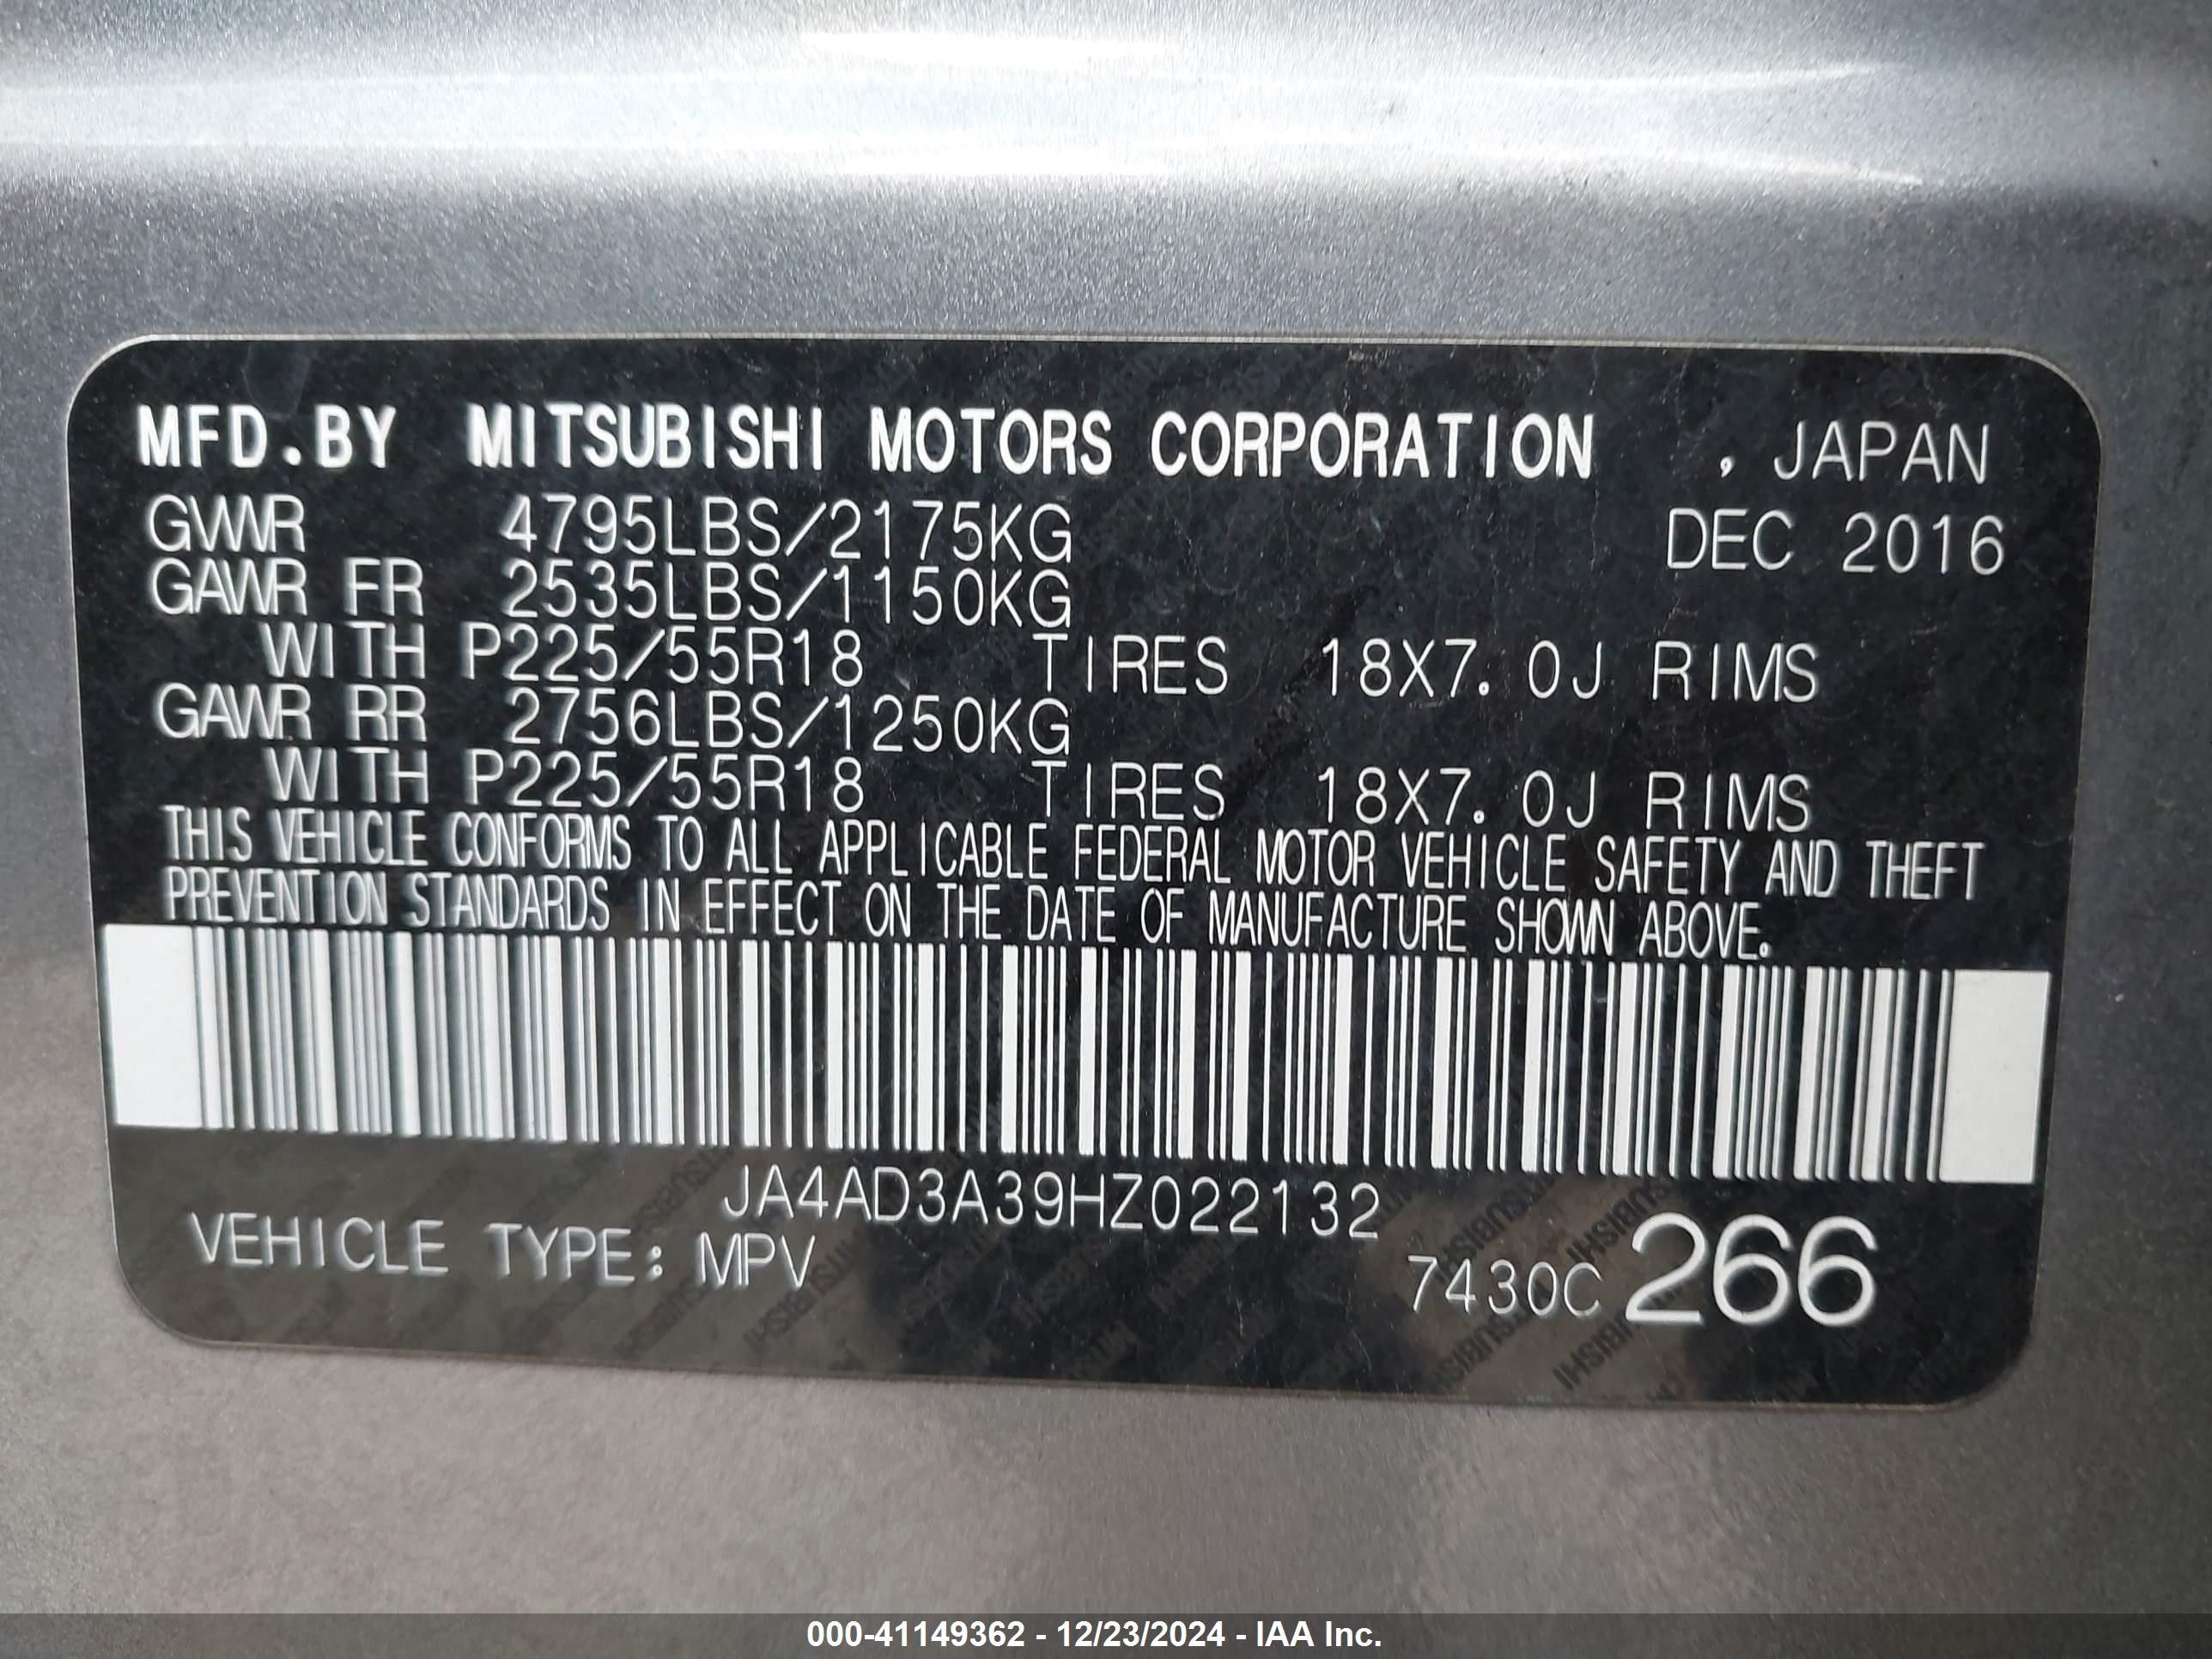 MFD.BY MITSUBISHI MOTORS CORPORATION , JAPAN
GVWR 4795LBS/2175KG DEC 2016
GAWR FR 2535LBS/1150KG
WITH P225/55R18 TIRES 18X7.0J RIMS
GAWR RR 2756LBS/1250KG
WITH P225/55R18 TIRES 18X7.0J RIMS
THIS VEHICLE CONFORMS TO ALL APPLICABLE FEDERAL MOTOR VEHICLE SAFETY AND THEFT
PREVENTION STANDARDS IN EFFECT ON THE DATE OF MANUFACTURE SHOWN ABOVE.
JA4AD3A39HZ022132
VEHICLE TYPE: MPV 7430C 266
000-41149362 - 12/23/2024 - IAA Inc.